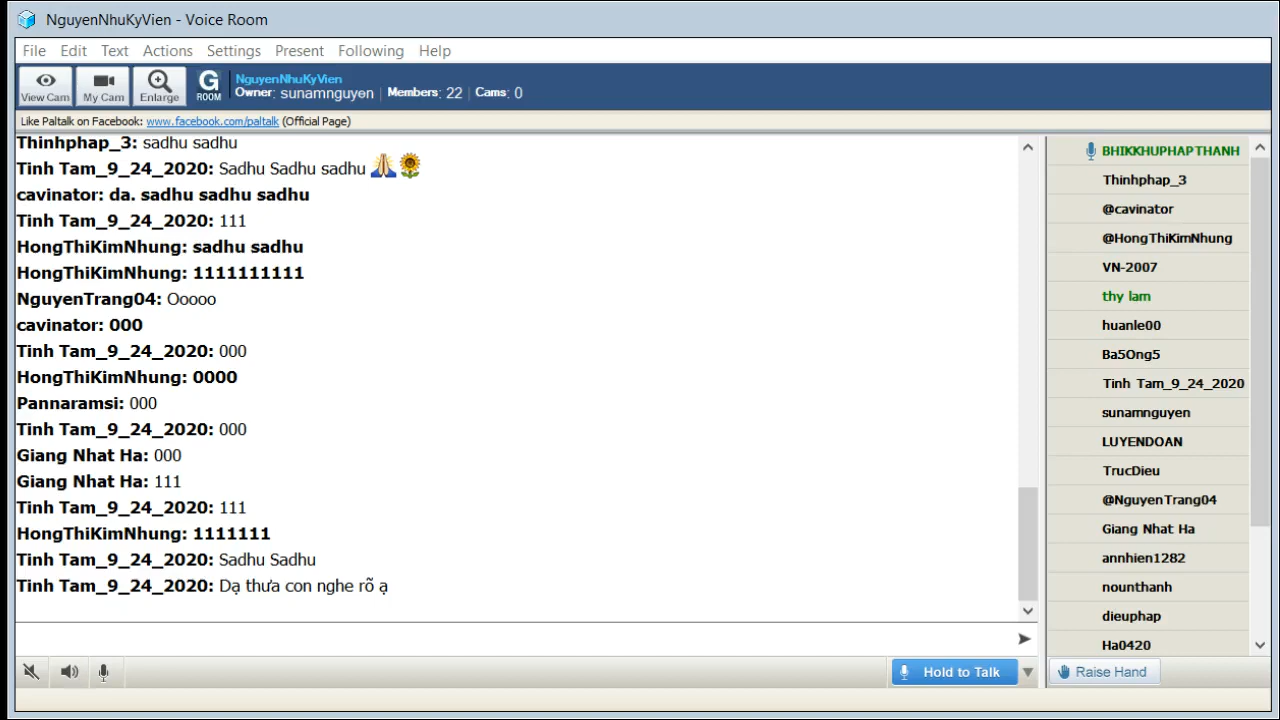 NguyenNhuKyVien - Voice Room
File Edit Text Actions Settings Present Following Help
View Cam My Cam Enlarge
G ROOM
NguyenNhuKyVien
Owner: sunamnguyen | Members: 22 | Cams: 0
Like Paltalk on Facebook: www.facebook.com/paltalk (Official Page)
Thinhphap_3: sadhu sadhu
Tinh Tam_9_24_2020: Sadhu Sadhu sadhu 🙏🌻
cavinator: da. sadhu sadhu sadhu
Tinh Tam_9_24_2020: 111
HongThiKimNhung: sadhu sadhu
HongThiKimNhung: 1111111111
NguyenTrang04: Ooooo
cavinator: 000
Tinh Tam_9_24_2020: 000
HongThiKimNhung: 0000
Pannaramsi: 000
Tinh Tam_9_24_2020: 000
Giang Nhat Ha: 000
Giang Nhat Ha: 111
Tinh Tam_9_24_2020: 111
HongThiKimNhung: 1111111
Tinh Tam_9_24_2020: Sadhu Sadhu
Tinh Tam_9_24_2020: Dạ thưa con nghe rõ ạ
BHIKKHUPHAPTHANH
Thinhphap_3
@cavinator
@HongThiKimNhung
VN-2007
thy lam
huanle00
Ba5Ong5
Tinh Tam_9_24_2020
sunamnguyen
LUYENDOAN
TrucDieu
@NguyenTrang04
Giang Nhat Ha
annhien1282
nounthanh
dieuphap
Ha0420
Hold to Talk
Raise Hand